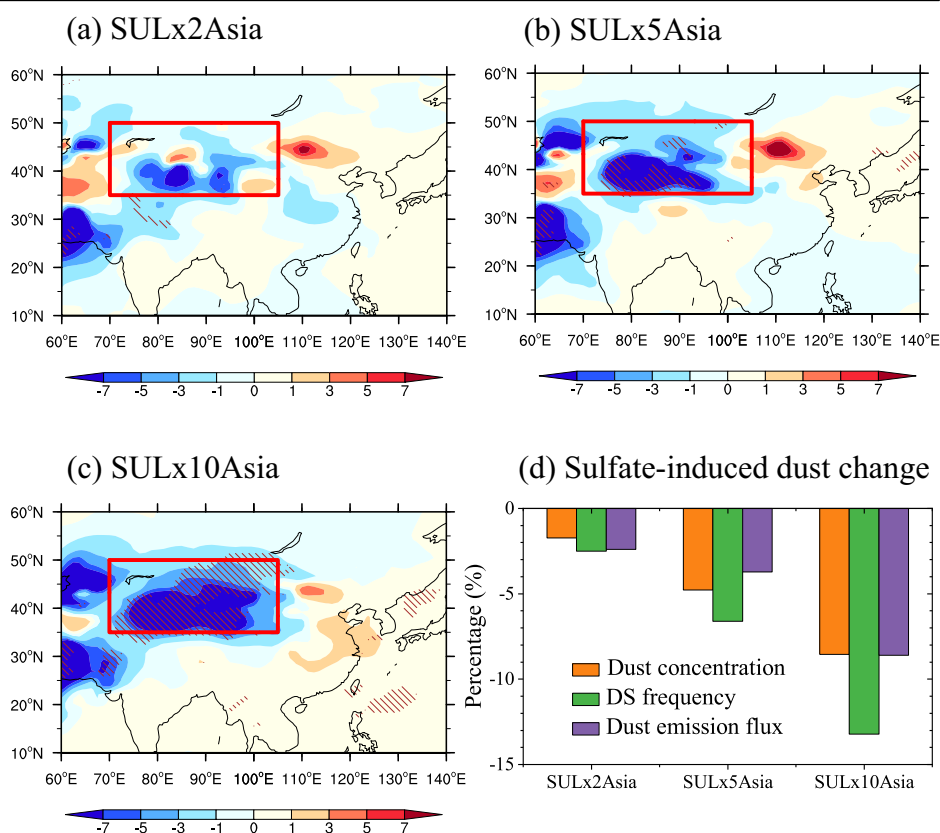 (a) SULx2Asia
(b) SULx5Asia
60°N 60°N
50°N 50°N
40°N 40°N
30°N 30°N
20°N 20°N
10°N 10°N
60°E 70°E 80°E 90°E 100°E 110°E 120°E 130°E 140°E 60°E 70°E 80°E 90°E 100°E 110°E 120°E 130°E 140°E
-7 -5 -3 -1 0 1 3 5 7 -7 -5 -3 -1 0 1 3 5 7
(c) SULx10Asia
(d) Sulfate-induced dust change
60°N
50°N
40°N
30°N
20°N
10°N
60°E 70°E 80°E 90°E 100°E 110°E 120°E 130°E 140°E
-7 -5 -3 -1 0 1 3 5 7
Percentage (%)
0
-5
-10
-15
Dust concentration
DS frequency
Dust emission flux
SULx2Asia SULx5Asia SULx10Asia